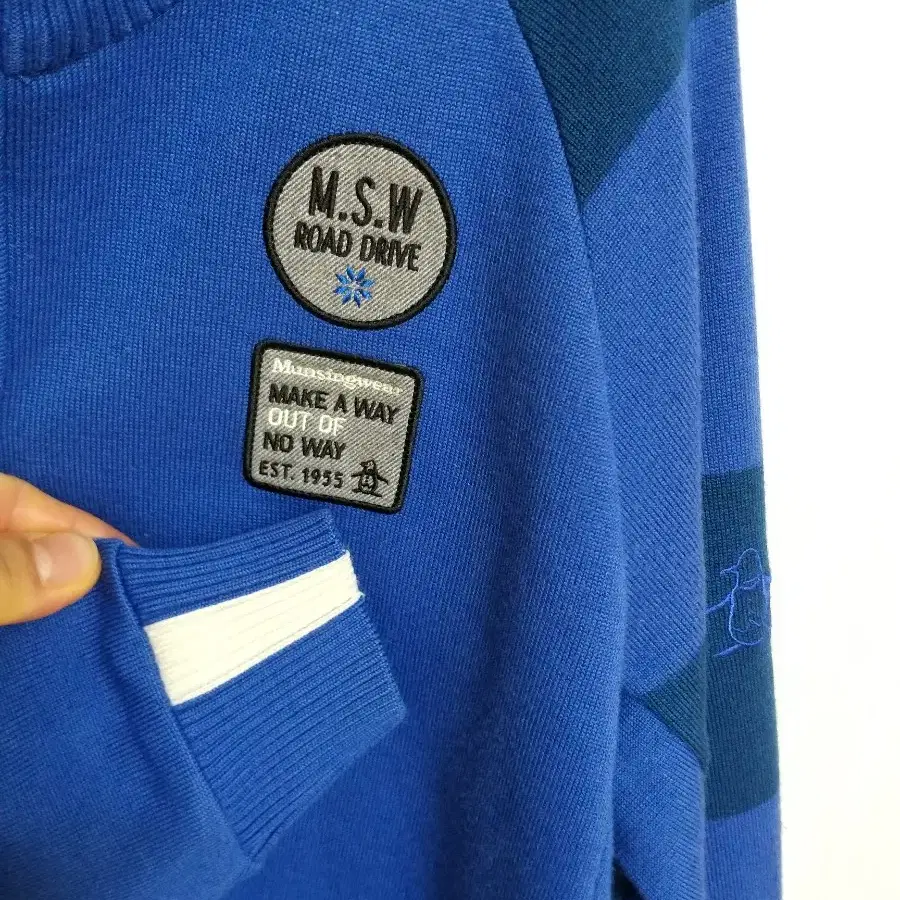 M.S.W
ROAD DRIVE
Munsingwear
MAKE A WAY
OUT OF
NO WAY
EST. 1955